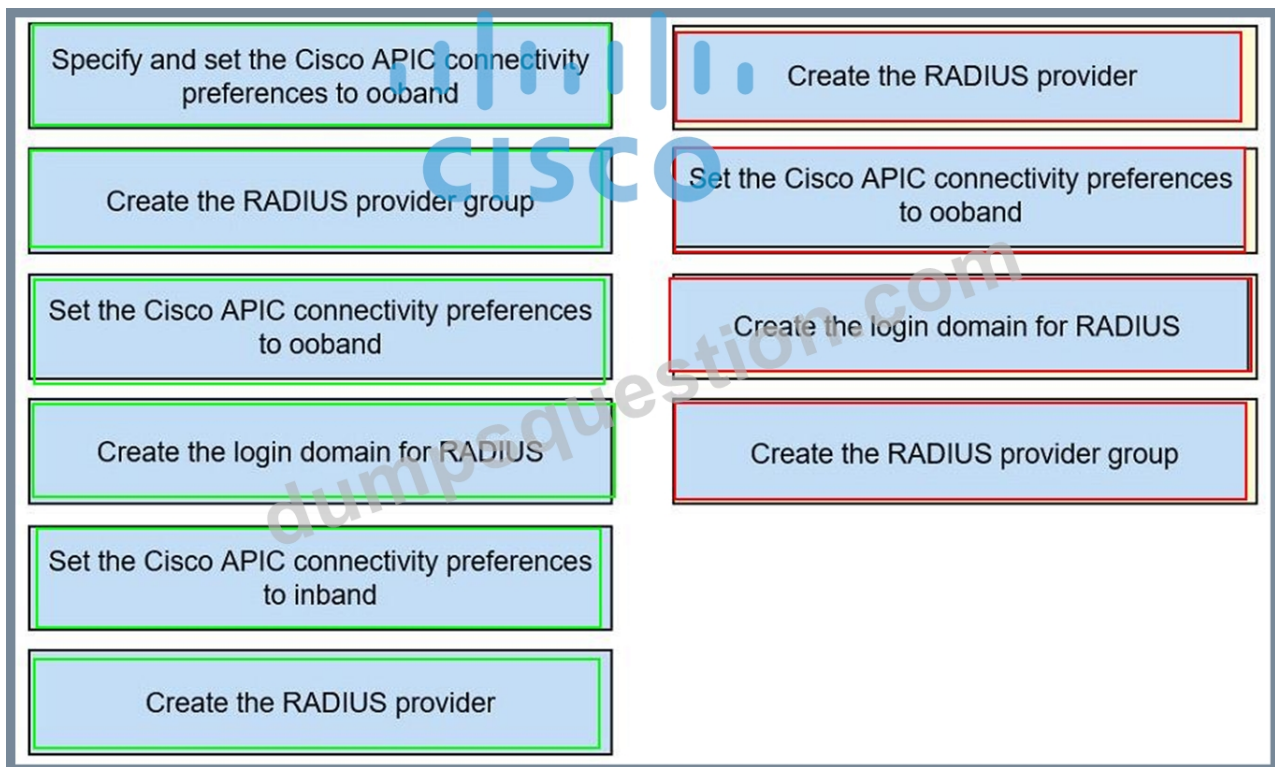 Specify and set the Cisco APIC connectivity
preferences to ooband
Create the RADIUS provider group
Set the Cisco APIC connectivity preferences
to ooband
Create the login domain for RADIUS
Set the Cisco APIC connectivity preferences
to inband
Create the RADIUS provider
Create the RADIUS provider
Set the Cisco APIC connectivity preferences
to ooband
Create the login domain for RADIUS
Create the RADIUS provider group
CISCO
dumpsquestion.com